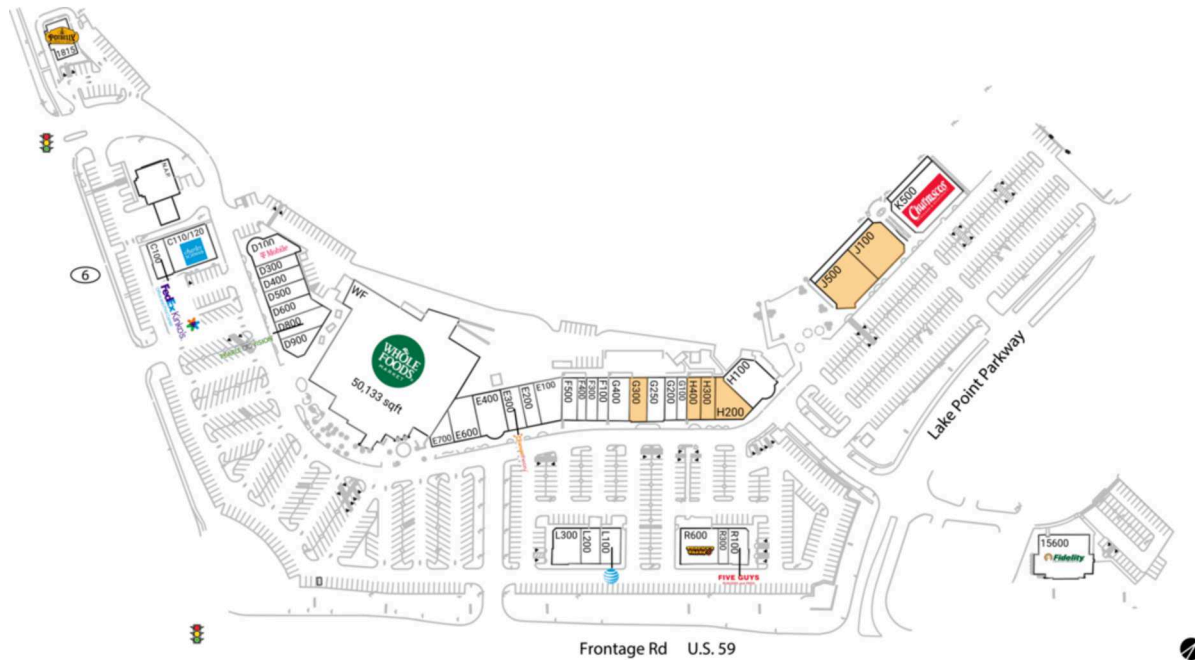 1815
N.A.P.
C100
C110/120
6
FedEx Kinko's
D100
T Mobile
D300
D400
D500
D600
D800
D900
WF
WHOLE
FOODS
MARKET
50,133 sqft
E700
E600
E400
E300
E200
E100
F500
F400
F300
F100
G400
G300
G250
G200
G100
H400
H300
H200
H100
J500
J100
K500
Churrascos
Lake Point Parkway
L300
L200
L100
R600
R300
R100
FIVE GUYS
15600
Fidelity
Frontage Rd U.S. 59